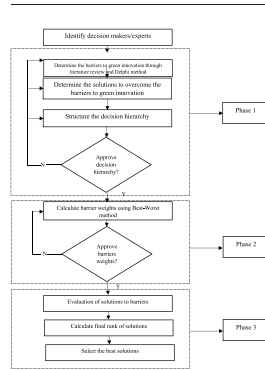 Identify decision makers/experts
Determine the barriers to green innovation through
literature review and Delphi method
Determine the solutions to overcome the
barriers to green innovation
Structure the decision hierarchy
Phase 1
Approve
decision
hierarchy?
N
Y
Calculate barrier weights using Best-Worst
method
Approve
barriers
weights?
N
Phase 2
Y
Evaluation of solutions to barriers
Calculate final rank of solutions
Phase 3
Select the best solutions